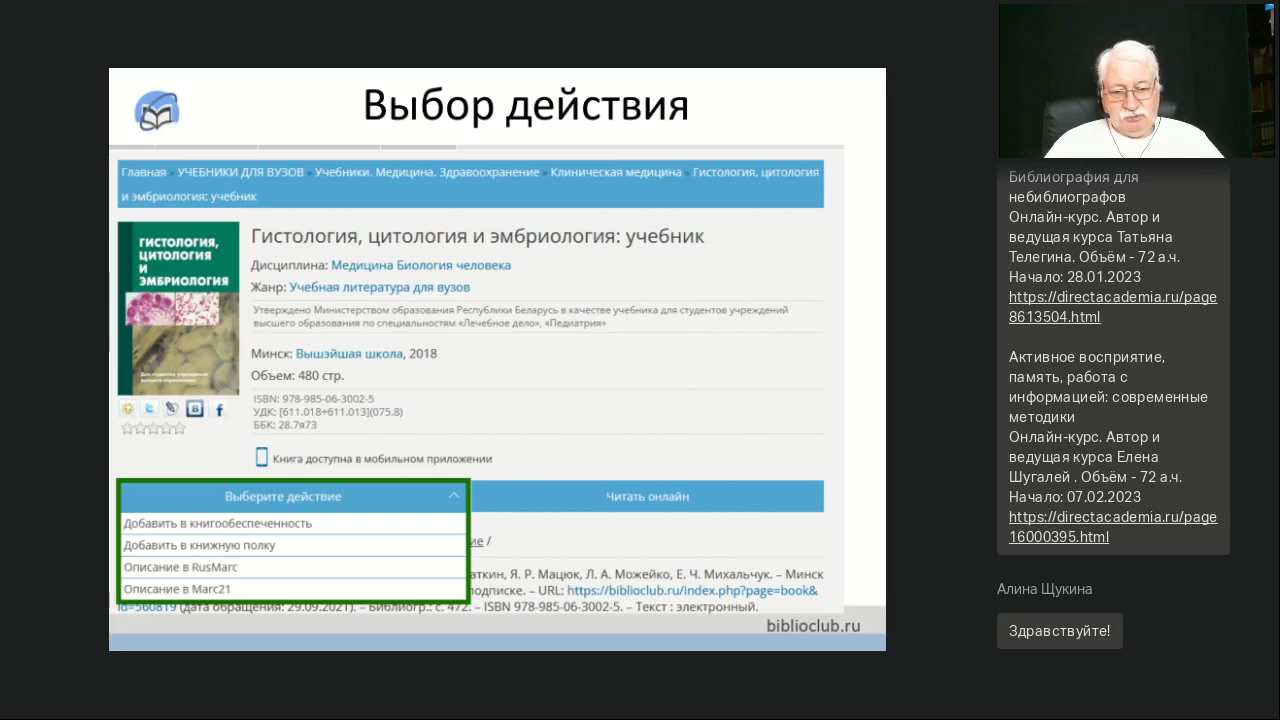 Выбор действия
Главная » УЧЕБНИКИ ДЛЯ ВУЗОВ » Учебники. Медицина. Здравоохранение » Клиническая медицина » Гистология, цитология
и эмбриология: учебник
ГИСТОЛОГИЯ,
ЦИТОЛОГИЯ
И
ЭМБРИОЛОГИЯ
Для студентов учреждений
высшего образования
Гистология, цитология и эмбриология: учебник
Дисциплина: Медицина Биология человека
Жанр: Учебная литература для вузов
Утверждено Министерством образования Республики Беларусь в качестве учебника для студентов учреждений
высшего образования по специальностям «Лечебное дело», «Педиатрия»
Минск: Вышэйшая школа, 2018
Объем: 480 стр.
ISBN: 978-985-06-3002-5
УДК: [611.018+611.013](075.8)
ББК: 28.7я73
Книга доступна в мобильном приложении
Выберите действие
Читать онлайн
Добавить в книгообеспеченность
Добавить в книжную полку
Описание в RusMarc
Описание в Marc21
ие /
аткин, Я. Р. Мацюк, Л. А. Можейко, Е. Ч. Михальчук. – Минск
одписке. – URL: https://biblioclub.ru/index.php?page=book&
id=560819 (дата обращения: 29.09.2021). – Библиогр.: с. 472. – ISBN 978-985-06-3002-5. – Текст : электронный.
biblioclub.ru
Библиография для
небиблиографов
Онлайн-курс. Автор и
ведущая курса Татьяна
Телегина. Объём - 72 а.ч.
Начало: 28.01.2023
https://directacademia.ru/page
8613504.html
Активное восприятие,
память, работа с
информацией: современные
методики
Онлайн-курс. Автор и
ведущая курса Елена
Шугалей . Объём - 72 а.ч.
Начало: 07.02.2023
https://directacademia.ru/page
16000395.html
Алина Щукина
Здравствуйте!